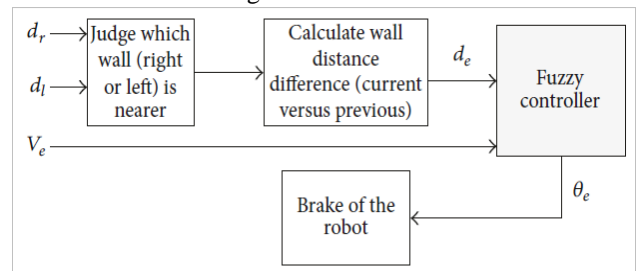 d_r
Judge which
wall (right
or left) is
nearer
d_l
Calculate wall
distance
difference (current
versus previous)
d_e
Fuzzy
controller
V_e
θ_e
Brake of the
robot